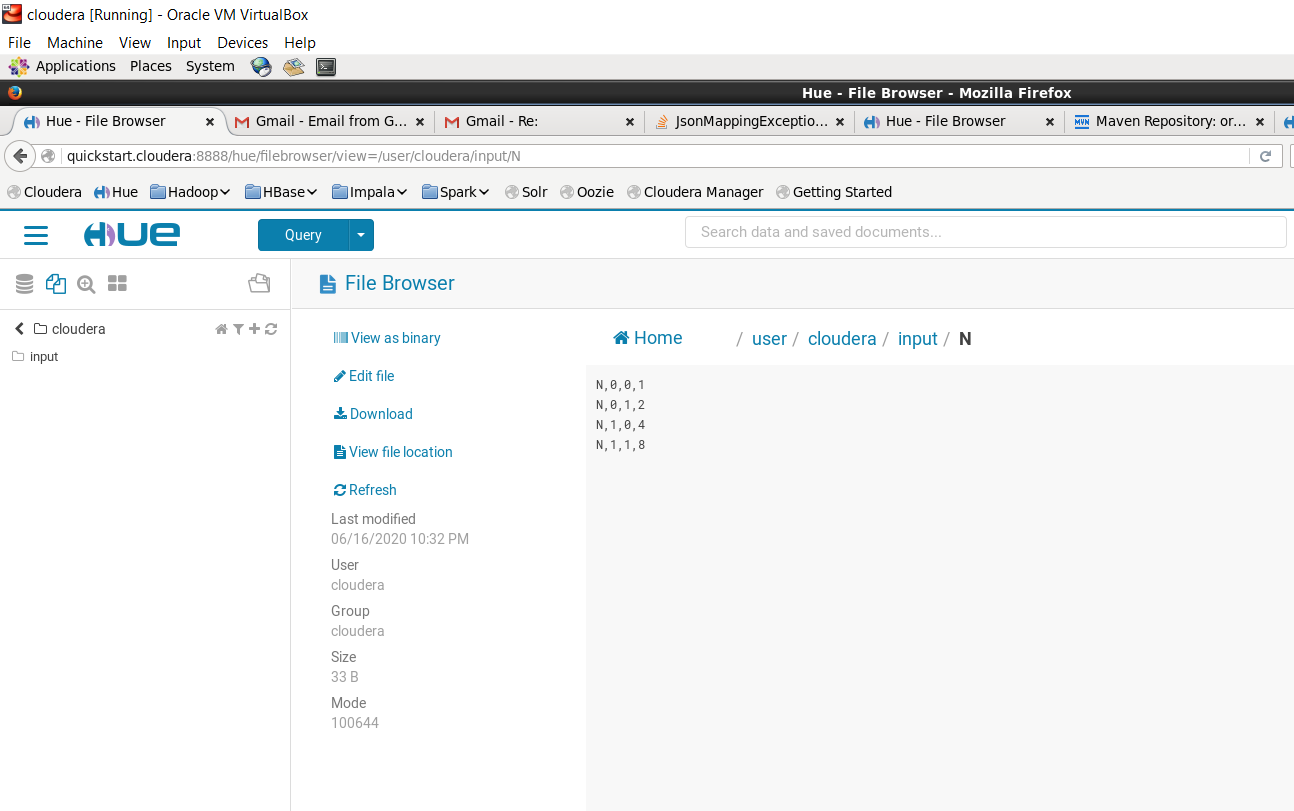 cloudera [Running] - Oracle VM VirtualBox
File Machine View Input Devices Help
Applications Places System
Hue - File Browser - Mozilla Firefox
Hue - File Browser Gmail - Email from G... Gmail - Re: JsonMappingExceptio... Hue - File Browser Maven Repository: or...
quickstart.cloudera:8888/hue/filebrowser/view=/user/cloudera/input/N
Cloudera Hue Hadoop HBase Impala Spark Solr Oozie Cloudera Manager Getting Started
HUE Query Search data and saved documents...
File Browser
cloudera
input
View as binary
Edit file
Download
View file location
Refresh
Last modified
06/16/2020 10:32 PM
User
cloudera
Group
cloudera
Size
33 B
Mode
100644
Home / user / cloudera / input / N
N,0,0,1
N,0,1,2
N,1,0,4
N,1,1,8